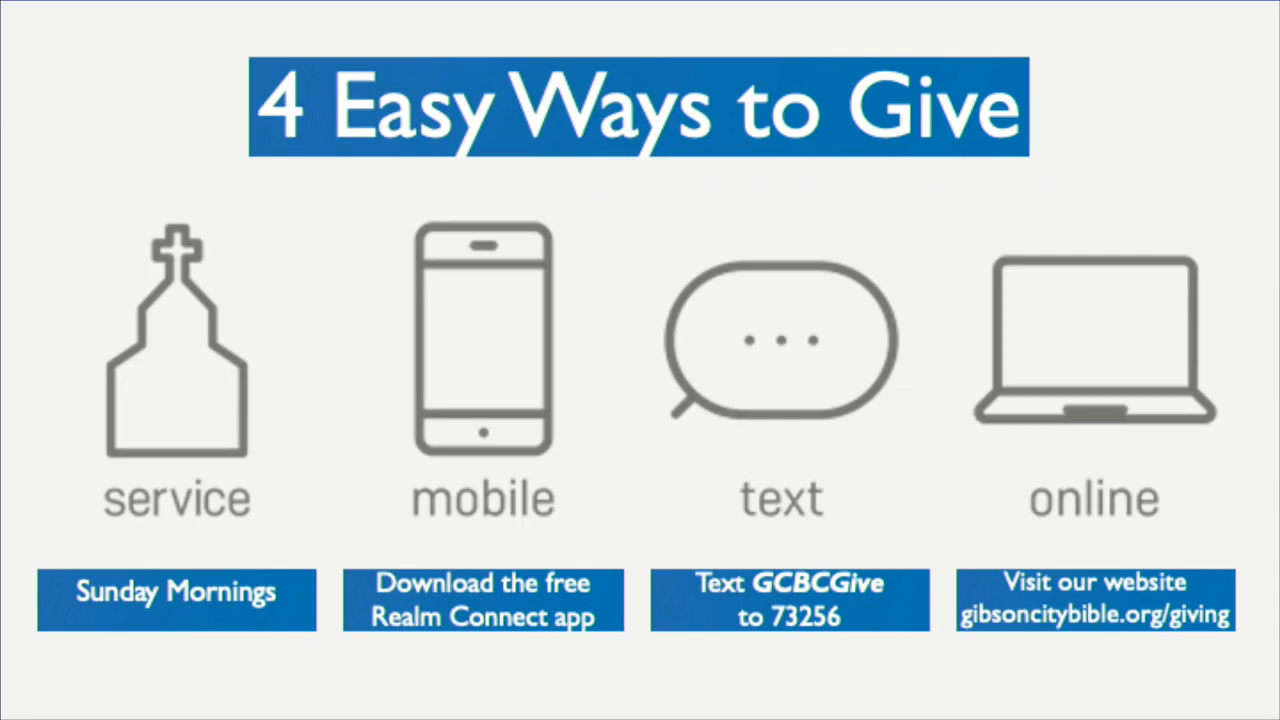 4 Easy Ways to Give
service
mobile
text
online
Sunday Mornings
Download the free
Realm Connect app
Text GCBCGive
to 73256
Visit our website
gibsoncitybible.org/giving